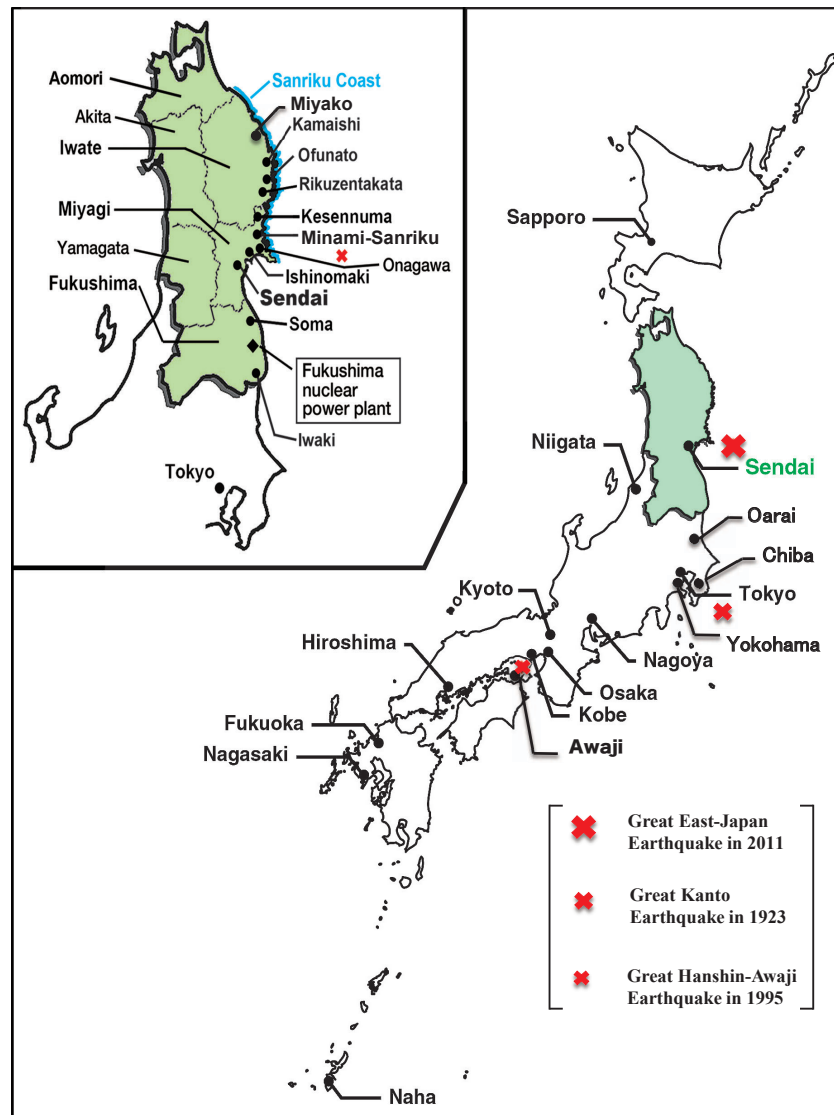 Sanriku Coast
Aomori
Miyako
Akita
Kamaishi
Iwate
Ofunato
Rikuzentakata
Miyagi
Kesennuma
Minami-Sanriku
Yamagata
Onagawa
Fukushima
Ishinomaki
Sendai
Soma
Fukushima
nuclear
power plant
Iwaki
Tokyo
Sapporo
Niigata
Sendai
Oarai
Chiba
Kyoto
Tokyo
Hiroshima
Yokohama
Nagoya
Osaka
Kobe
Fukuoka
Awaji
Nagasaki
Great East-Japan
Earthquake in 2011
Great Kanto
Earthquake in 1923
Great Hanshin-Awaji
Earthquake in 1995
Naha